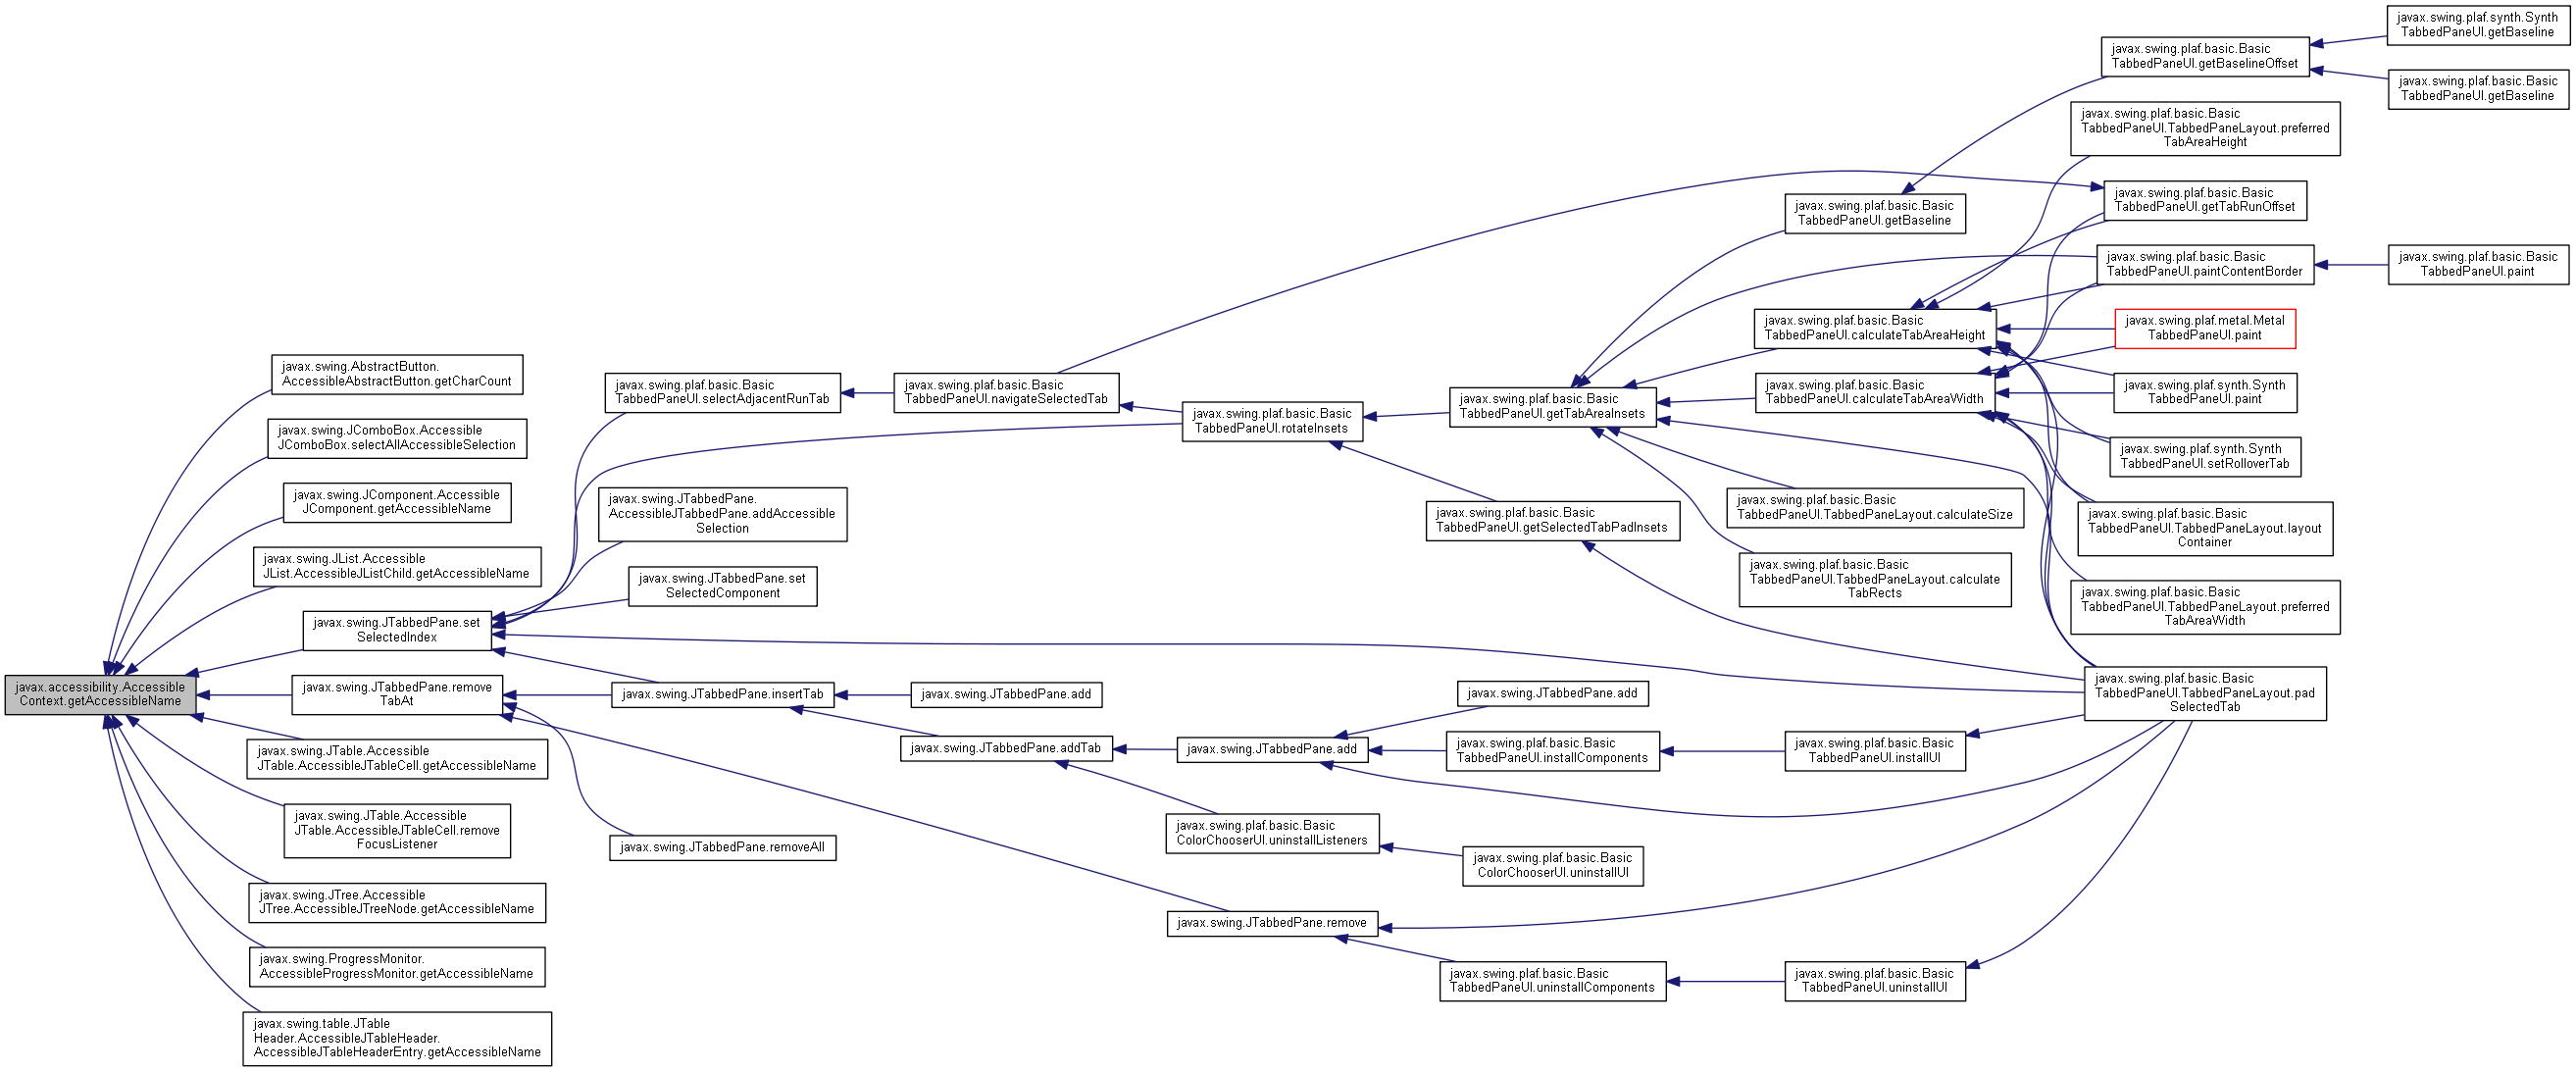 javax.accessibility.Accessible
Context.getAccessibleName
javax.swing.AbstractButton.
AccessibleAbstractButton.getCharCount
javax.swing.JComboBox.Accessible
JComboBox.selectAllAccessibleSelection
javax.swing.JComponent.Accessible
JComponent.getAccessibleName
javax.swing.JList.Accessible
JList.AccessibleJListChild.getAccessibleName
javax.swing.JTabbedPane.set
SelectedIndex
javax.swing.JTabbedPane.remove
TabAt
javax.swing.JTable.Accessible
JTable.AccessibleJTableCell.getAccessibleName
javax.swing.JTable.Accessible
JTable.AccessibleJTableCell.remove
FocusListener
javax.swing.JTree.Accessible
JTree.AccessibleJTreeNode.getAccessibleName
javax.swing.ProgressMonitor.
AccessibleProgressMonitor.getAccessibleName
javax.swing.table.JTable
Header.AccessibleJTableHeader.
AccessibleJTableHeaderEntry.getAccessibleName
javax.swing.plaf.basic.Basic
TabbedPaneUI.selectAdjacentRunTab
javax.swing.JTabbedPane.
AccessibleJTabbedPane.addAccessible
Selection
javax.swing.JTabbedPane.set
SelectedComponent
javax.swing.JTabbedPane.insertTab
javax.swing.JTabbedPane.removeAll
javax.swing.plaf.basic.Basic
TabbedPaneUI.navigateSelectedTab
javax.swing.JTabbedPane.add
javax.swing.JTabbedPane.addTab
javax.swing.plaf.basic.Basic
TabbedPaneUI.rotateInsets
javax.swing.JTabbedPane.add
javax.swing.plaf.basic.Basic
ColorChooserUI.uninstallListeners
javax.swing.JTabbedPane.remove
javax.swing.plaf.basic.Basic
TabbedPaneUI.getTabAreaInsets
javax.swing.plaf.basic.Basic
TabbedPaneUI.getSelectedTabPadInsets
javax.swing.JTabbedPane.add
javax.swing.plaf.basic.Basic
TabbedPaneUI.installComponents
javax.swing.plaf.basic.Basic
ColorChooserUI.uninstallUI
javax.swing.plaf.basic.Basic
TabbedPaneUI.uninstallComponents
javax.swing.plaf.basic.Basic
TabbedPaneUI.getBaseline
javax.swing.plaf.basic.Basic
TabbedPaneUI.calculateTabAreaHeight
javax.swing.plaf.basic.Basic
TabbedPaneUI.calculateTabAreaWidth
javax.swing.plaf.basic.Basic
TabbedPaneUI.TabbedPaneLayout.calculateSize
javax.swing.plaf.basic.Basic
TabbedPaneUI.TabbedPaneLayout.calculate
TabRects
javax.swing.plaf.basic.Basic
TabbedPaneUI.installUI
javax.swing.plaf.basic.Basic
TabbedPaneUI.uninstallUI
javax.swing.plaf.basic.Basic
TabbedPaneUI.getBaselineOffset
javax.swing.plaf.basic.Basic
TabbedPaneUI.TabbedPaneLayout.preferred
TabAreaHeight
javax.swing.plaf.basic.Basic
TabbedPaneUI.getTabRunOffset
javax.swing.plaf.basic.Basic
TabbedPaneUI.paintContentBorder
javax.swing.plaf.metal.Metal
TabbedPaneUI.paint
javax.swing.plaf.synth.Synth
TabbedPaneUI.paint
javax.swing.plaf.synth.Synth
TabbedPaneUI.setRolloverTab
javax.swing.plaf.basic.Basic
TabbedPaneUI.TabbedPaneLayout.layout
Container
javax.swing.plaf.basic.Basic
TabbedPaneUI.TabbedPaneLayout.preferred
TabAreaWidth
javax.swing.plaf.basic.Basic
TabbedPaneUI.TabbedPaneLayout.pad
SelectedTab
javax.swing.plaf.synth.Synth
TabbedPaneUI.getBaseline
javax.swing.plaf.basic.Basic
TabbedPaneUI.getBaseline
javax.swing.plaf.basic.Basic
TabbedPaneUI.paint